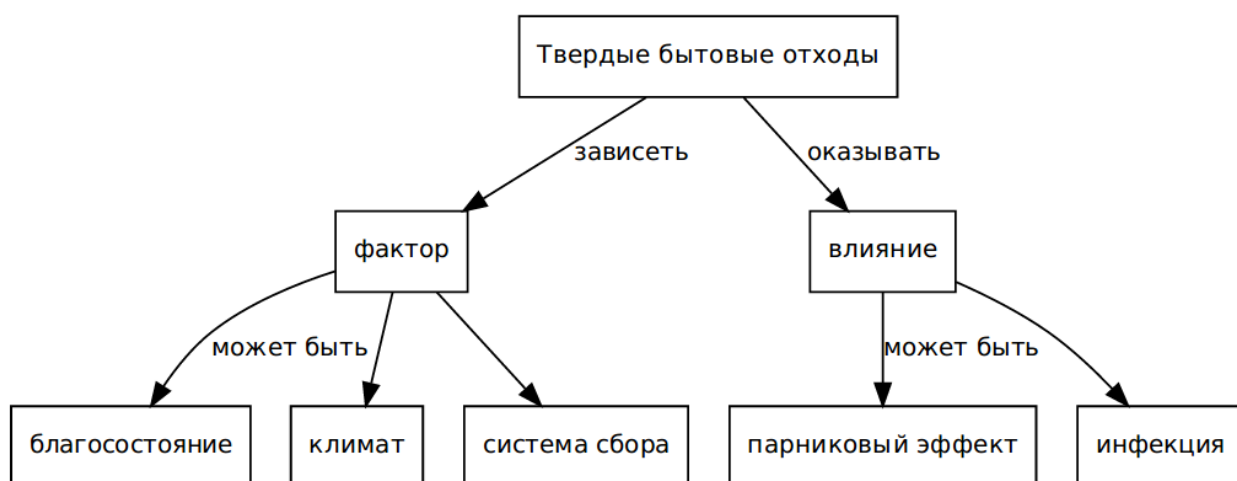 Твердые бытовые отходы
зависеть
оказывать
фактор
влияние
может быть
может быть
благосостояние
климат
система сбора
парниковый эффект
инфекция